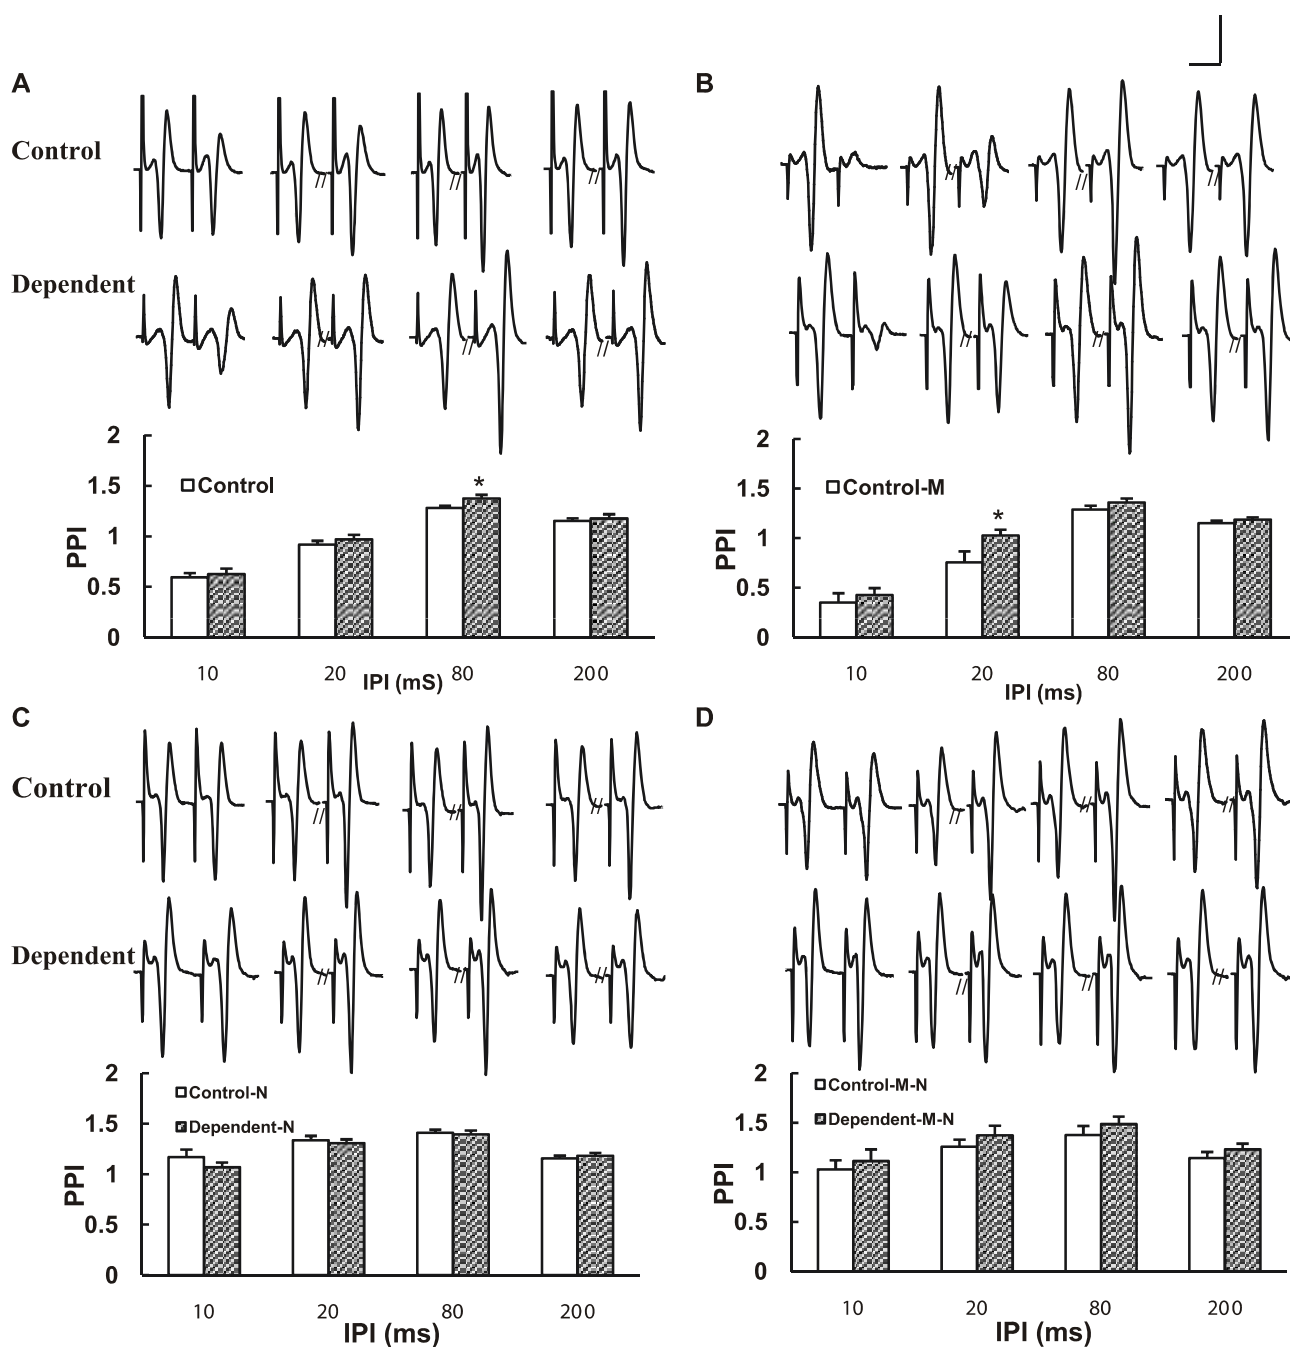 A
B
Control
Dependent
2
1.5
1
0.5
0
PPI
Control
*
10 20 80 200
IPI (mS)
2
1.5
1
0.5
0
PPI
Control-M
*
10 20 80 200
IPI (ms)
C
D
Control
Dependent
2
1.5
1
0.5
0
PPI
Control-N
Dependent-N
10 20 80 200
IPI (ms)
2
1.5
1
0.5
0
PPI
Control-M-N
Dependent-M-N
10 20 80 200
IPI (ms)